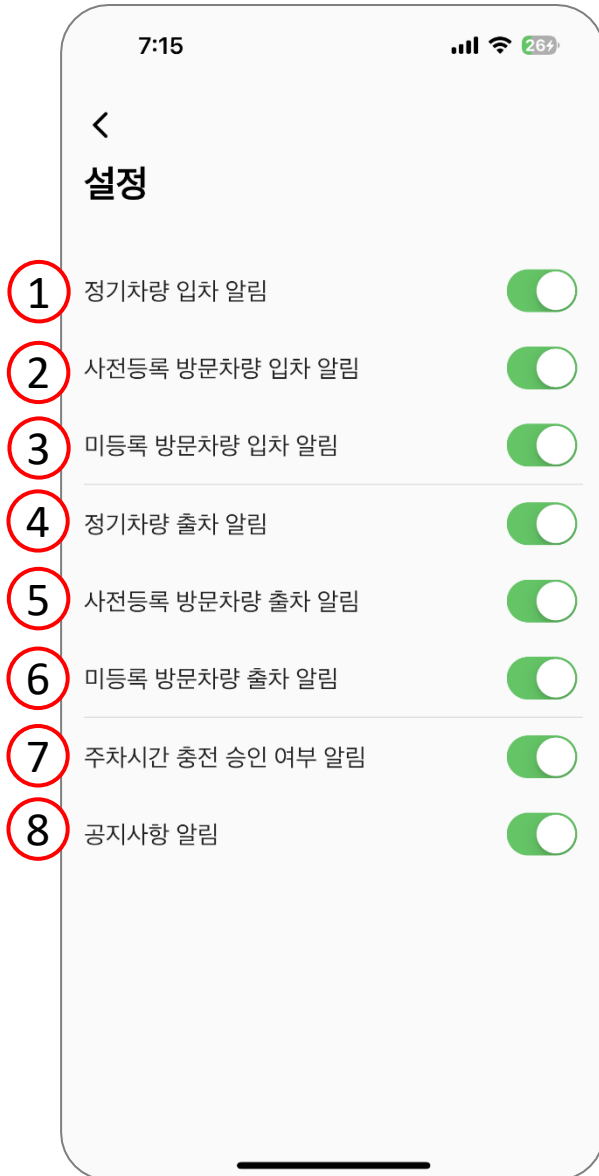 7:15
26
설정
1 정기차량 입차 알림
2 사전등록 방문차량 입차 알림
3 미등록 방문차량 입차 알림
4 정기차량 출차 알림
5 사전등록 방문차량 출차 알림
6 미등록 방문차량 출차 알림
7 주차시간 충전 승인 여부 알림
8 공지사항 알림